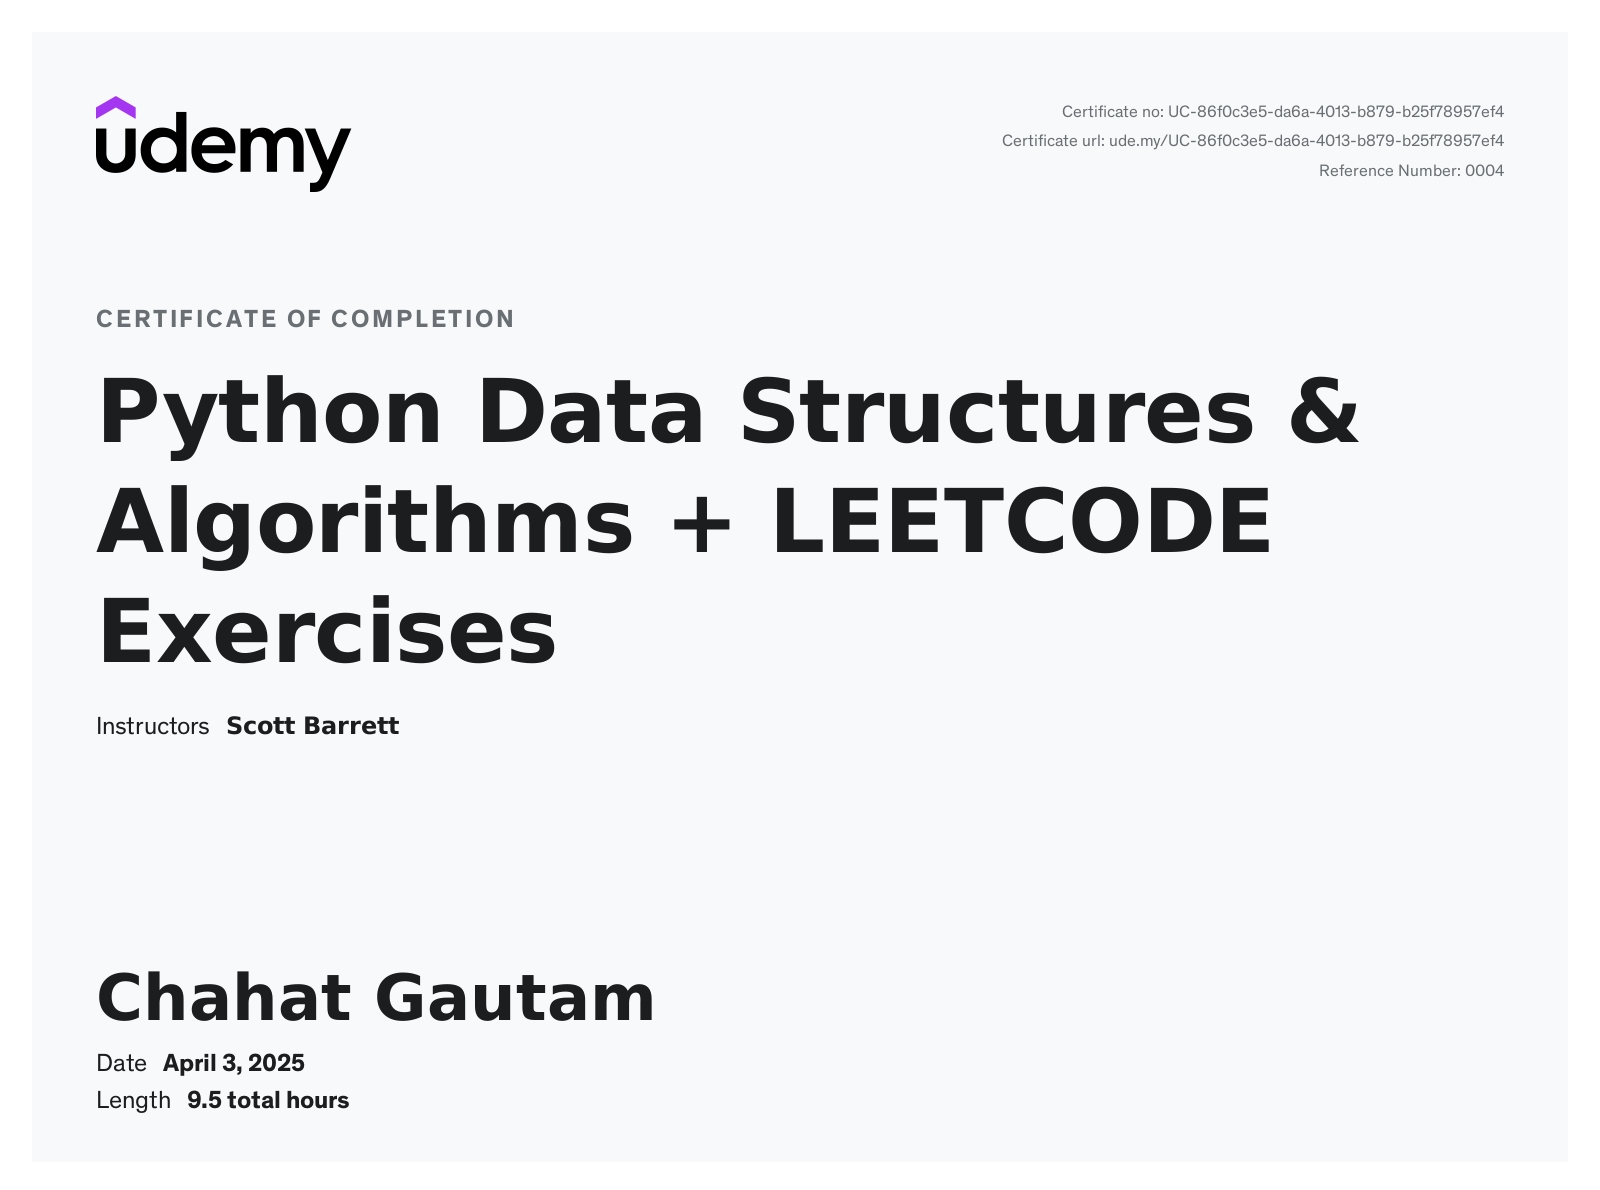 udemy
Certificate no: UC-86f0c3e5-da6a-4013-b879-b25f78957ef4
Certificate url: ude.my/UC-86f0c3e5-da6a-4013-b879-b25f78957ef4
Reference Number: 0004
CERTIFICATE OF COMPLETION
Python Data Structures &
Algorithms + LEETCODE
Exercises
Instructors Scott Barrett
Chahat Gautam
Date April 3, 2025
Length 9.5 total hours